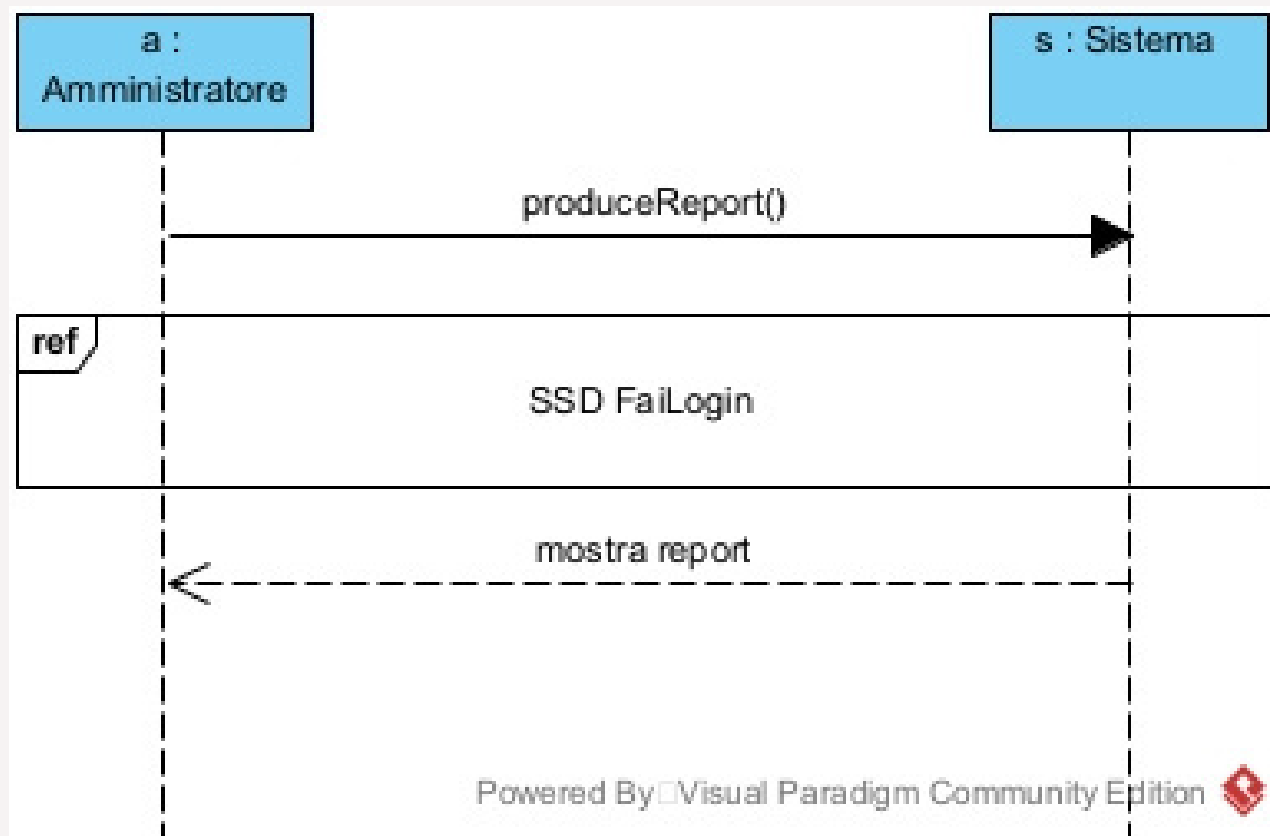 a :
Amministratore
s : Sistema
produceReport()
ref
SSD FaiLogin
mostra report
Powered By Visual Paradigm Community Edition